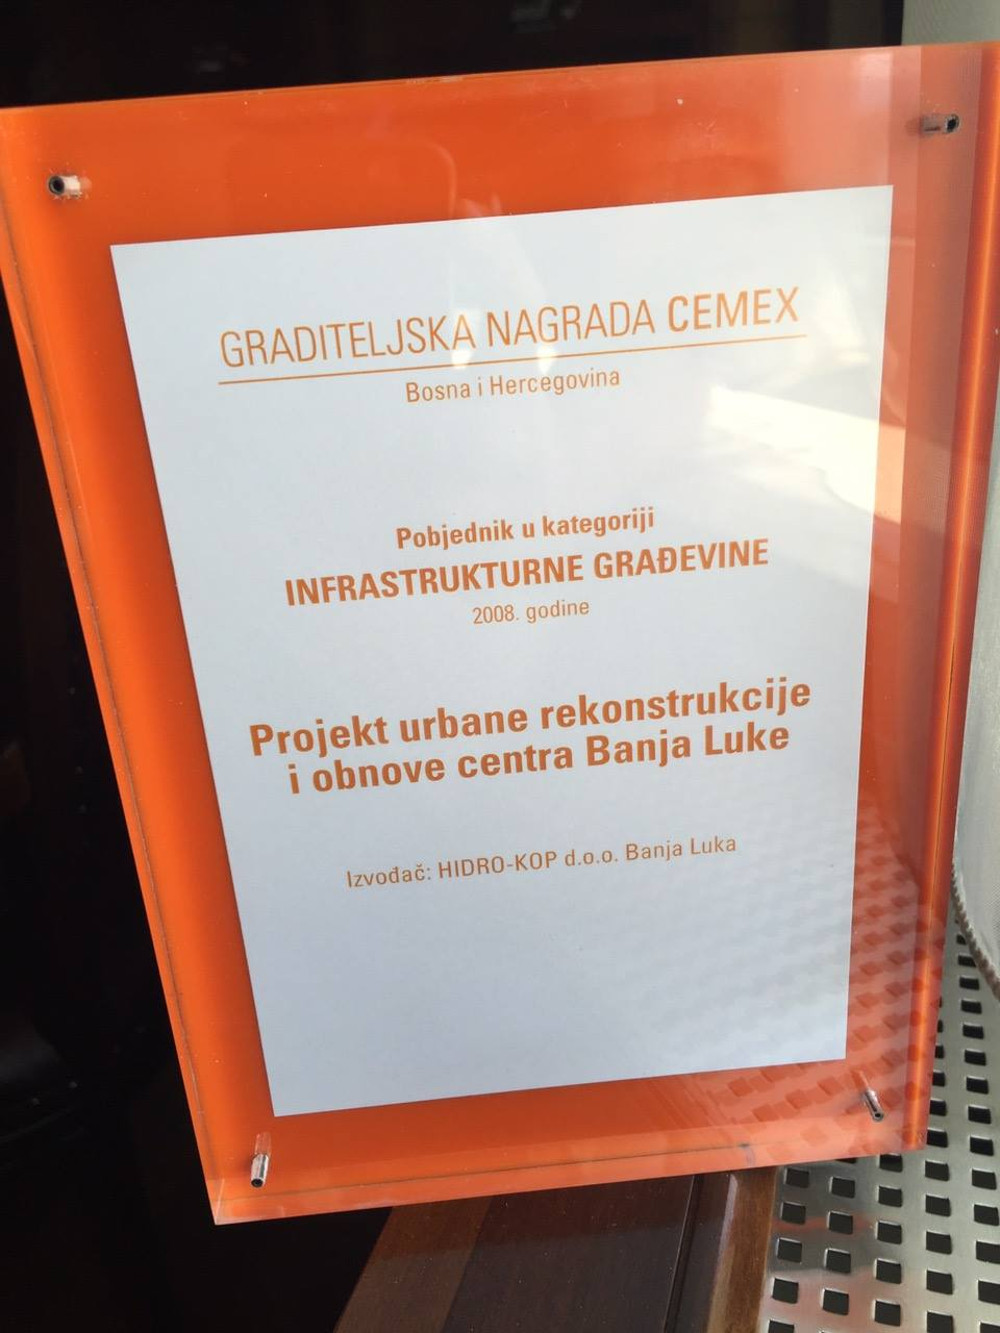 GRADITELJSKA NAGRADA CEMEX
Bosna i Hercegovina
Pobjednik u kategoriji
INFRASTRUKTURNE GRAĐEVINE
2008. godine
Projekt urbane rekonstrukcije
i obnove centra Banja Luke
Izvođač: HIDRO-KOP d.o.o. Banja Luka